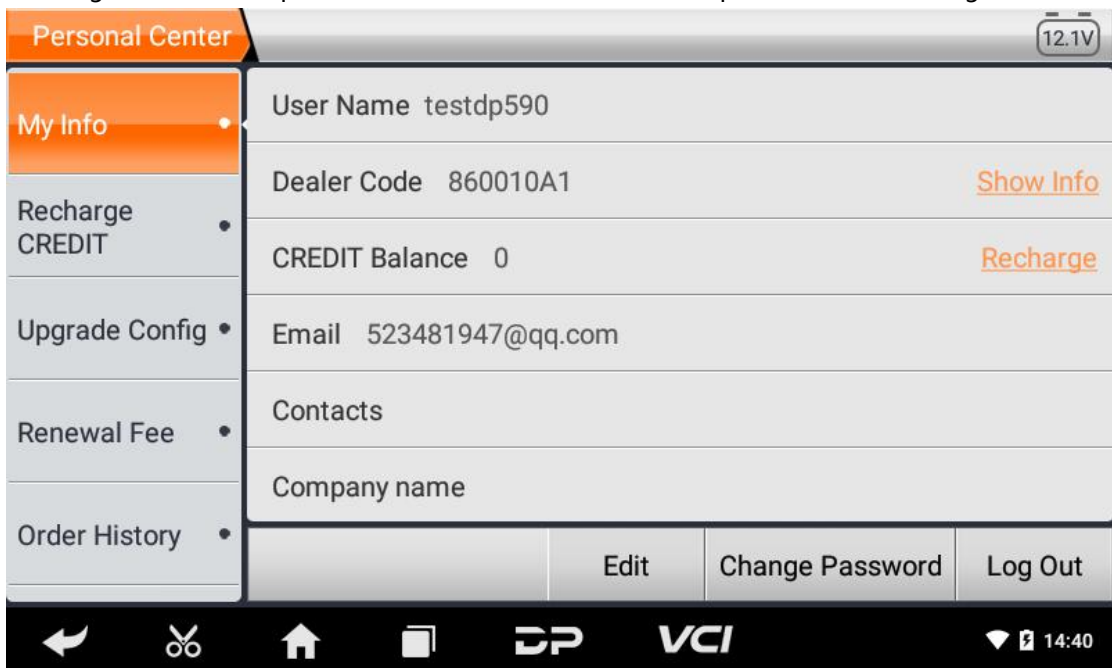 Personal Center
12.1V
My Info
User Name testdp590
Dealer Code 860010A1
Show Info
Recharge
CREDIT
CREDIT Balance 0
Recharge
Upgrade Config
Email 523481947@qq.com
Contacts
Renewal Fee
Company name
Order History
Edit
Change Password
Log Out
DP
VCI
14:40